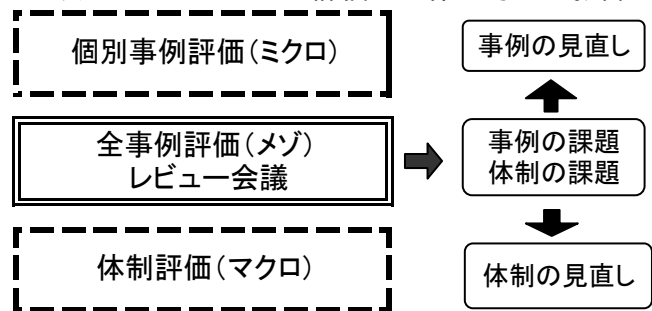 個別事例評価（ミクロ）
事例の見直し
全事例評価（メゾ）
レビュー会議
事例の課題
体制の課題
体制評価（マクロ）
体制の見直し